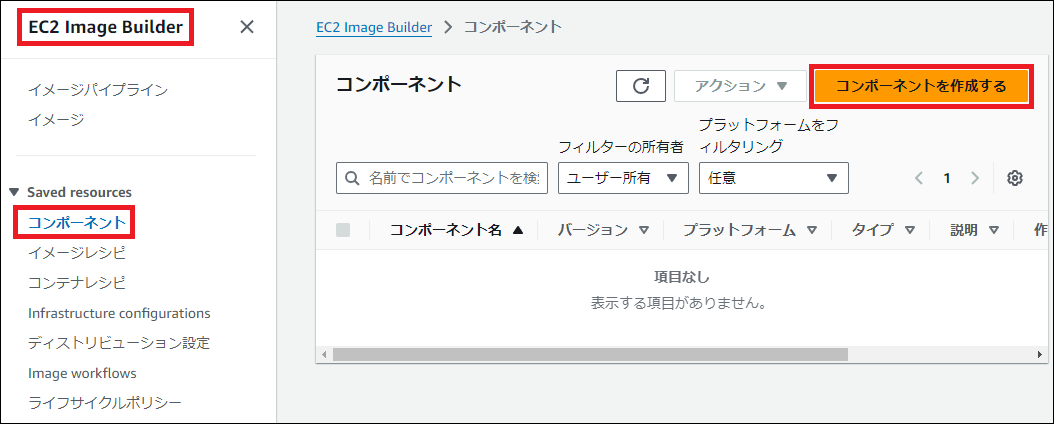 EC2 Image Builder
イメージパイプライン
イメージ
Saved resources
コンポーネント
イメージレシピ
コンテナレシピ
Infrastructure configurations
ディストリビューション設定
Image workflows
ライフサイクルポリシー
EC2 Image Builder > コンポーネント
コンポーネント
アクション
コンポーネントを作成する
フィルターの所有者
プラットフォームをフ
ィルタリング
名前でコンポーネントを検
ユーザー所有
任意
1
コンポーネント名 バージョン プラットフォーム タイプ 説明 作
項目なし
表示する項目がありません。